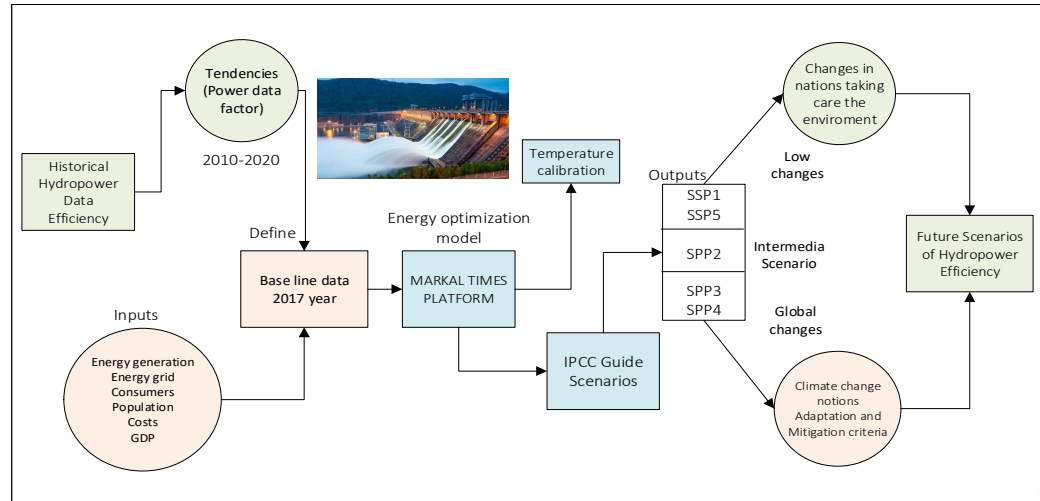 Tendencies
(Power data
factor)
2010-2020
Historical
Hydropower
Data
Efficiency
Define
Base line data
2017 year
Inputs
Energy generation
Energy grid
Consumers
Population
Costs
GDP
Energy optimization
model
MARKAL TIMES
PLATFORM
Temperature
calibration
IPCC Guide
Scenarios
Outputs
SSP1
SSP5
SPP2
SPP3
SPP4
Low
changes
Intermedia
Scenario
Global
changes
Changes in
nations taking
care the
enviroment
Climate change
notions
Adaptation and
Mitigation criteria
Future Scenarios
of Hydropower
Efficiency